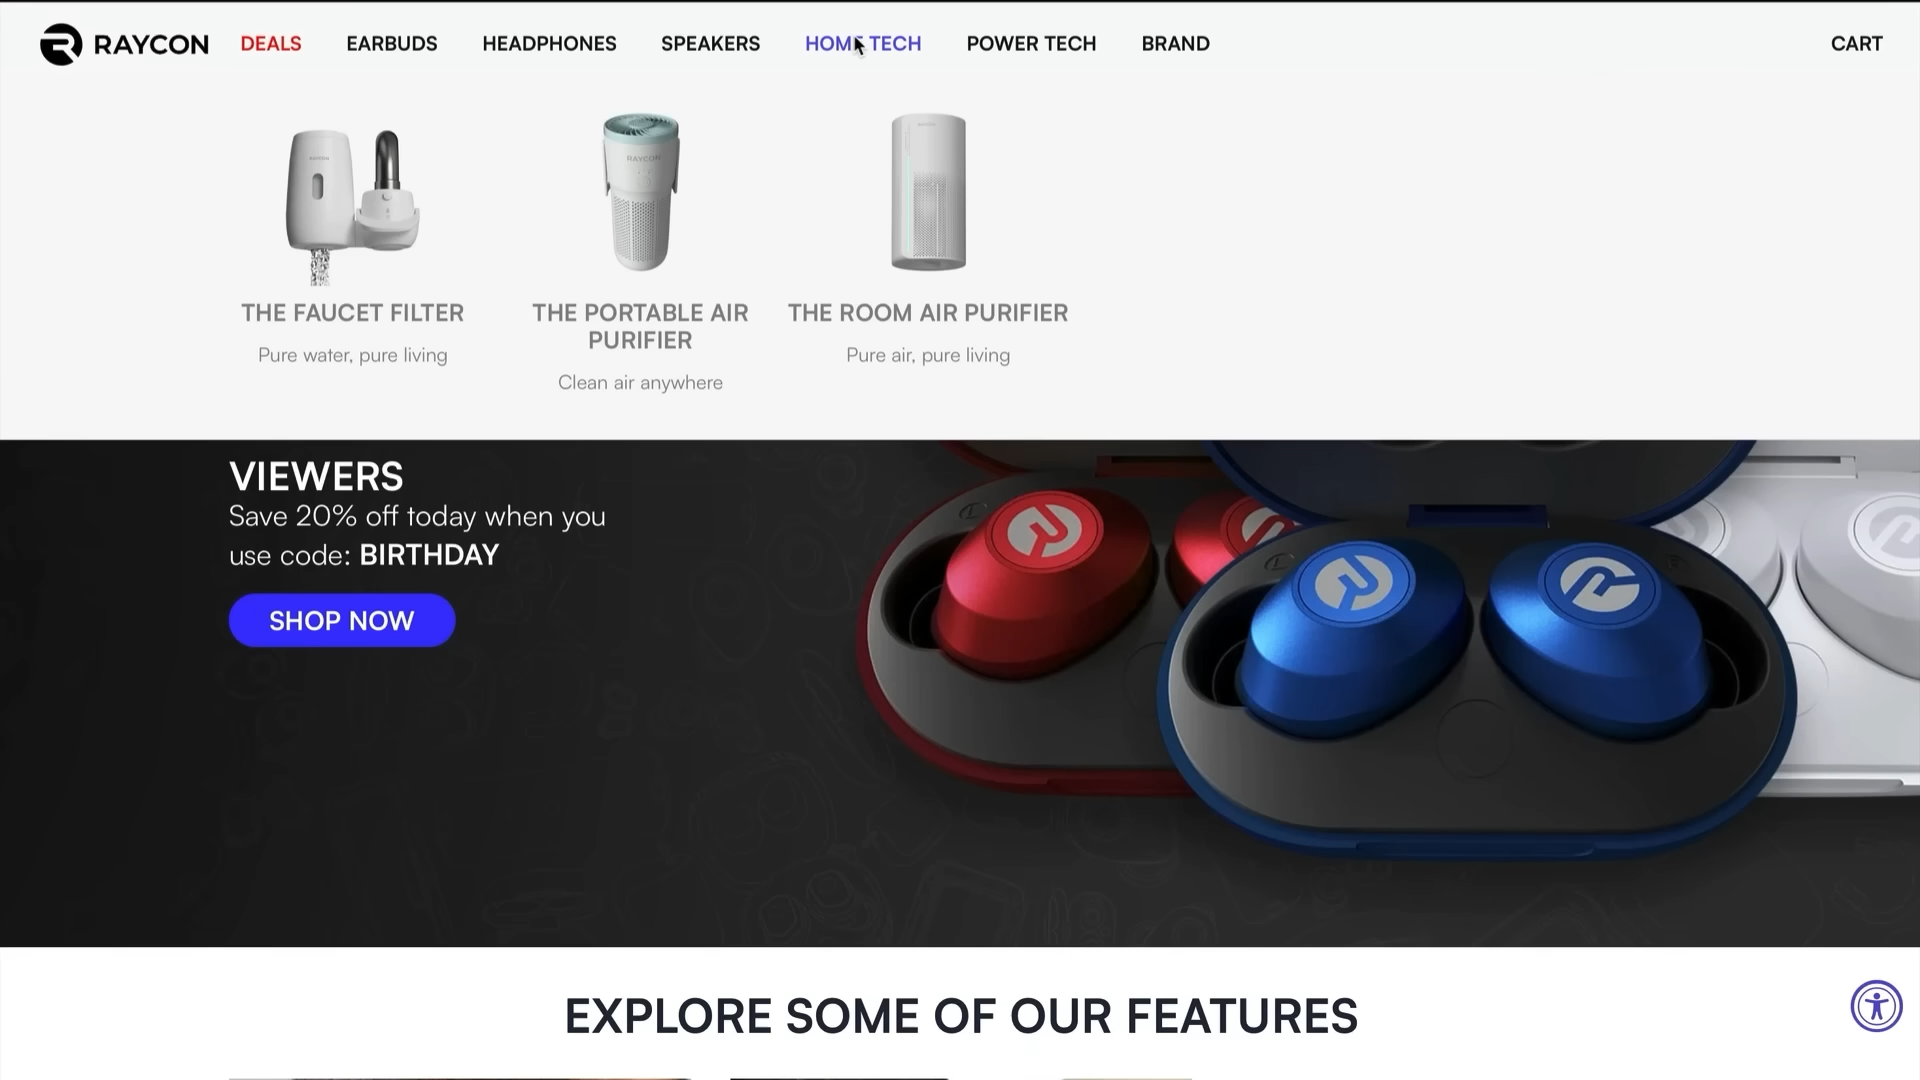 RAYCON
DEALS
EARBUDS
HEADPHONES
SPEAKERS
HOME TECH
POWER TECH
BRAND
CART
RAYCON
THE FAUCET FILTER
Pure water, pure living
THE PORTABLE AIR
PURIFIER
Clean air anywhere
THE ROOM AIR PURIFIER
Pure air, pure living
VIEWERS
Save 20% off today when you
use code: BIRTHDAY
SHOP NOW
EXPLORE SOME OF OUR FEATURES